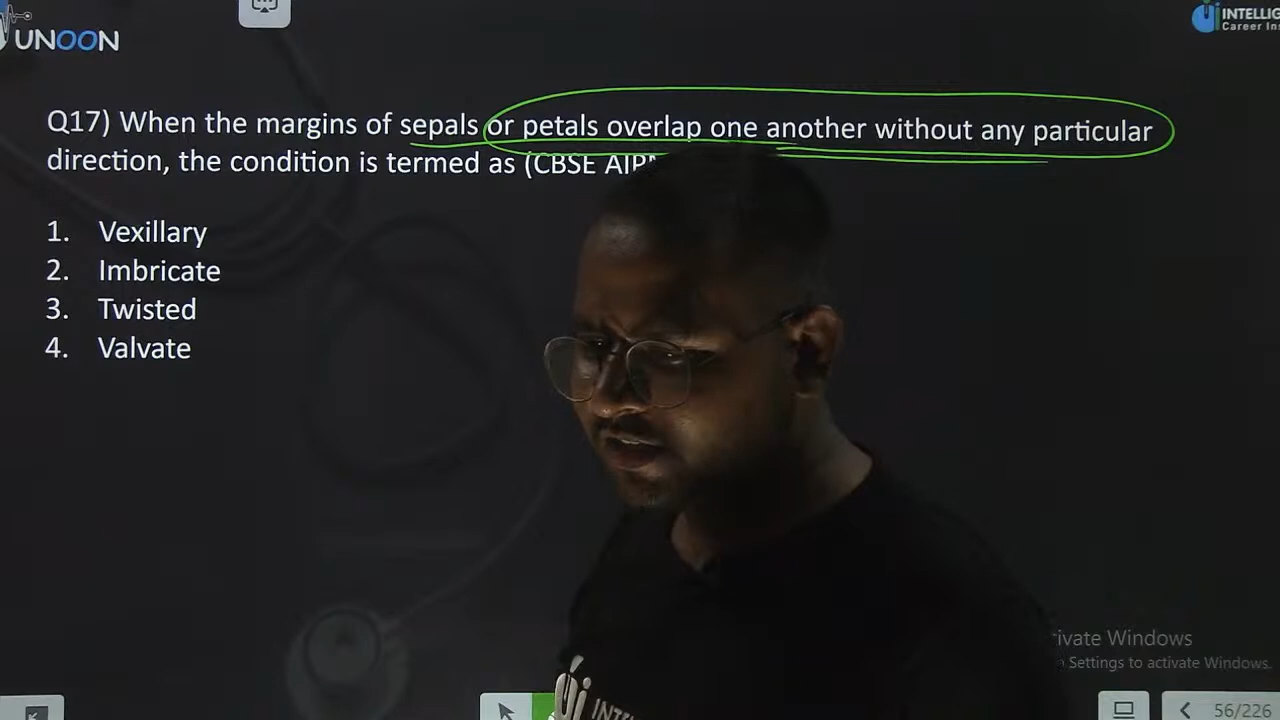 UNOON
INTELLIG
Career Ins
Q17) When the margins of sepals or petals overlap one another without any particular
direction, the condition is termed as (CBSE
1. Vexillary
2. Imbricate
3. Twisted
4. Valvate
ivate Windows
Settings to activate Windows.
INT
56/226